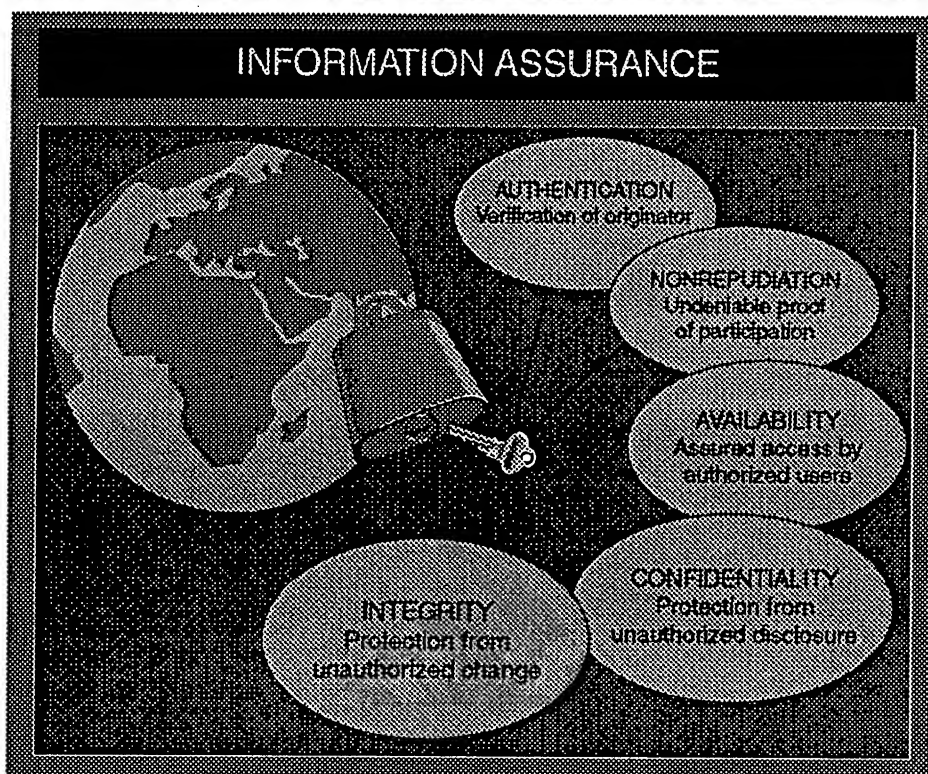 INFORMATION ASSURANCE
AUTHENTICATION
Verification of originator
NONREPUDIATION
Undeniable proof
of participation
AVAILABILITY
Assured access by
authorized users
CONFIDENTIALITY
Protection from
unauthorized disclosure
INTEGRITY
Protection from
unauthorized change